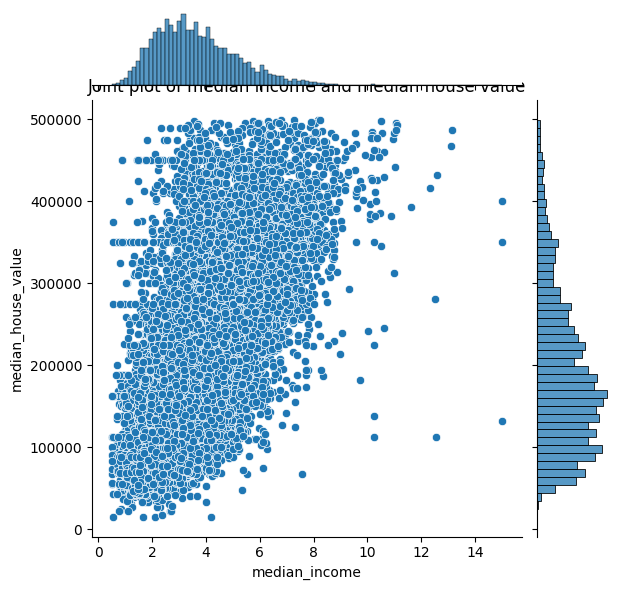 Joint plot of median income and median house value
500000
400000
300000
200000
100000
0
median_house_value
0 2 4 6 8 10 12 14
median_income